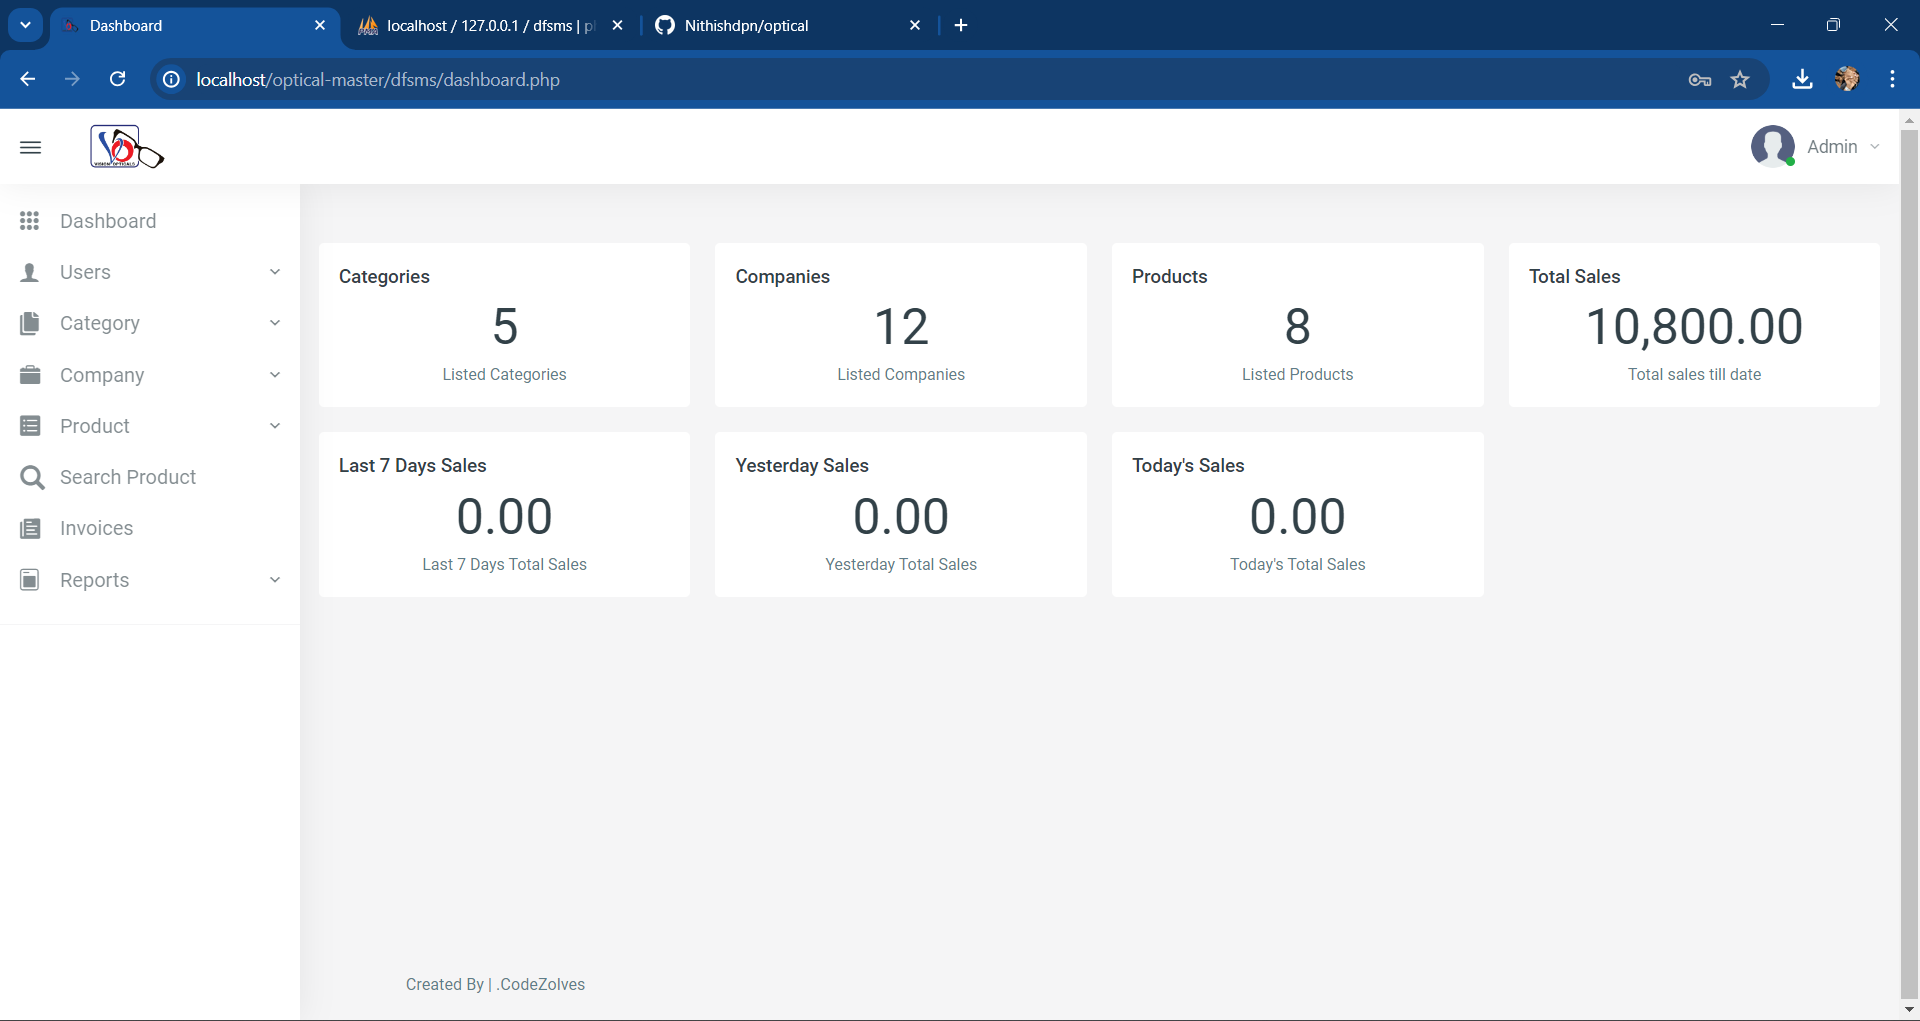 Dashboard
localhost / 127.0.0.1 / dfsms | p
Nithishdpn/optical
localhost/optical-master/dfsms/dashboard.php
VISION OPTICALS
Admin
Dashboard
Users
Category
Company
Product
Search Product
Invoices
Reports
Categories
5
Listed Categories
Companies
12
Listed Companies
Products
8
Listed Products
Total Sales
10,800.00
Total sales till date
Last 7 Days Sales
0.00
Last 7 Days Total Sales
Yesterday Sales
0.00
Yesterday Total Sales
Today's Sales
0.00
Today's Total Sales
Created By | .CodeZolves